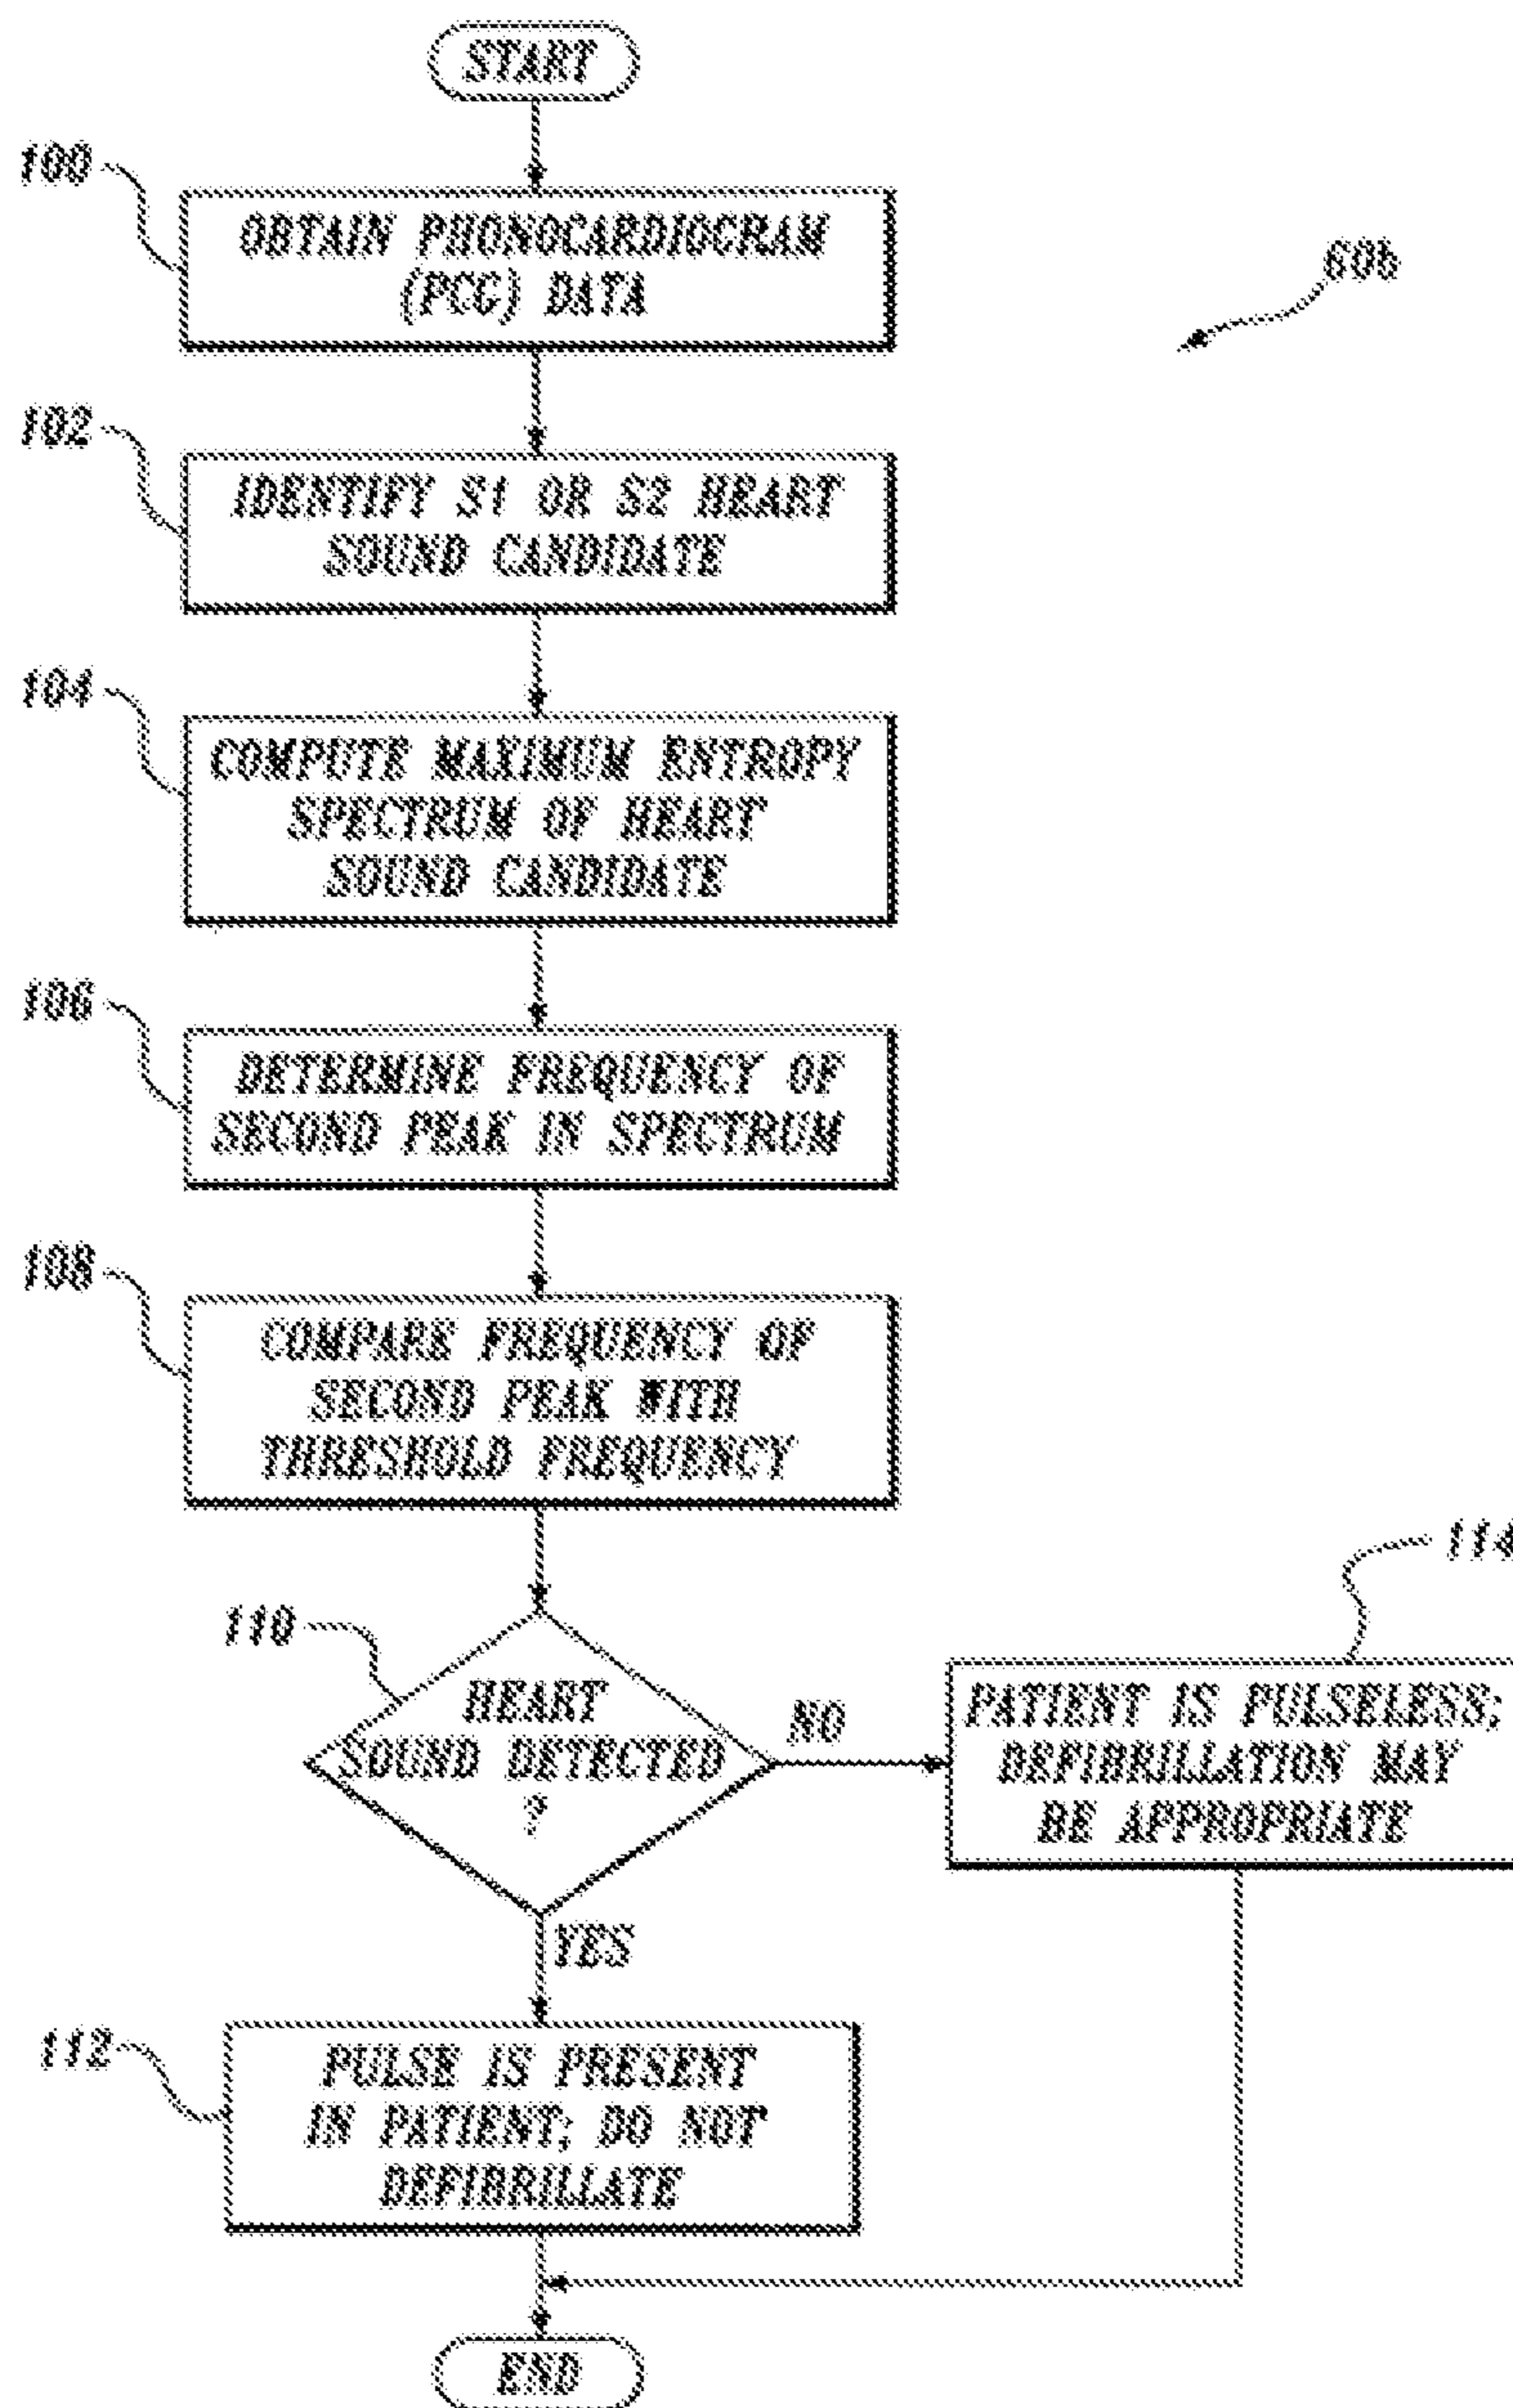 START
100
OBTAIN PHONOCARDIOGRAM
(PCG) DATA
60b
102
IDENTIFY S1 OR S2 HEART
SOUND CANDIDATE
104
COMPUTE MAXIMUM ENTROPY
SPECTRUM OF HEART
SOUND CANDIDATE
106
DETERMINE FREQUENCY OF
SECOND PEAK IN SPECTRUM
108
COMPARE FREQUENCY OF
SECOND PEAK WITH
THRESHOLD FREQUENCY
110
HEART
SOUND DETECTED
?
NO
114
PATIENT IS PULSELESS;
DEFIBRILLATION MAY
BE APPROPRIATE
YES
112
PULSE IS PRESENT
IN PATIENT; DO NOT
DEFIBRILLATE
END